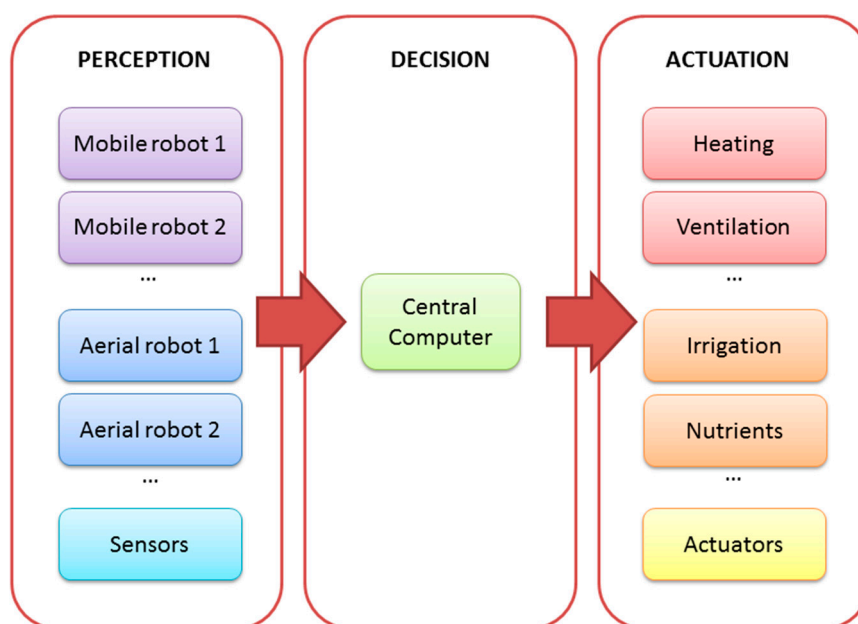 PERCEPTION
Mobile robot 1
Mobile robot 2
...
Aerial robot 1
Aerial robot 2
...
Sensors
DECISION
Central
Computer
ACTUATION
Heating
Ventilation
...
Irrigation
Nutrients
...
Actuators